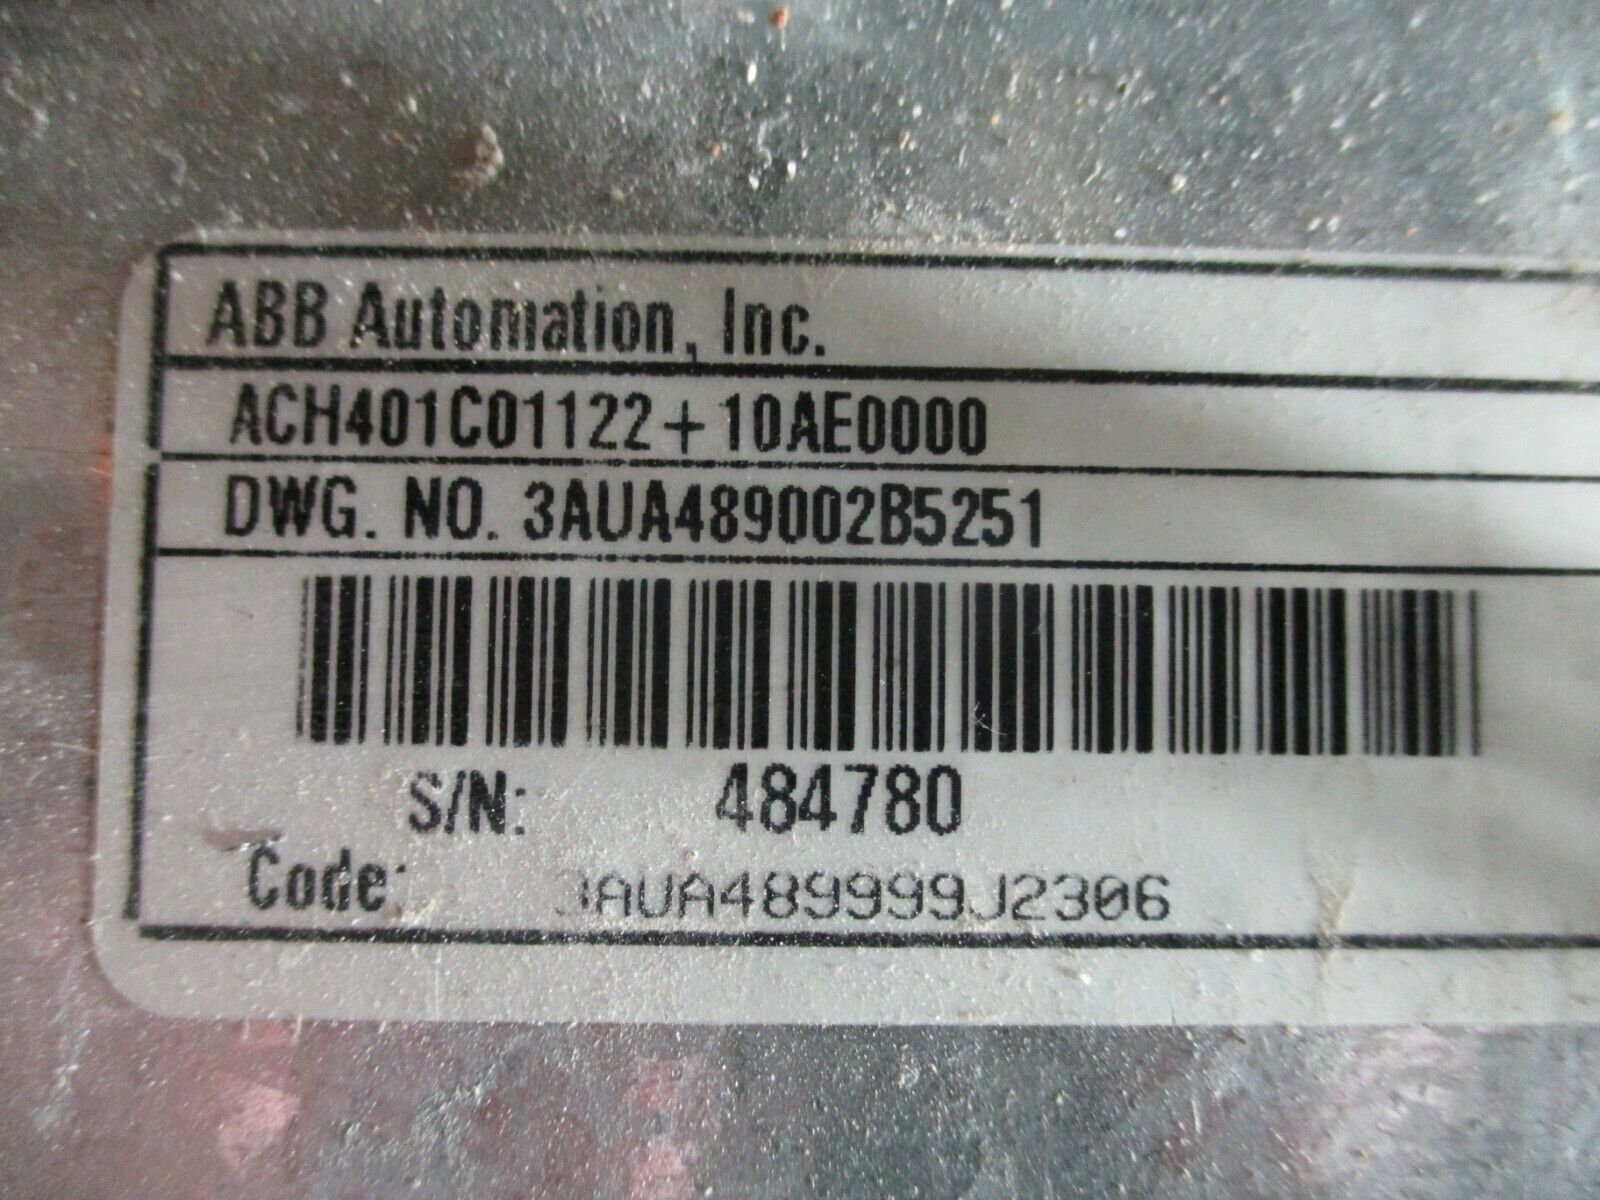 ABB Automation, Inc.
ACH401C01122+10AE0000
DWG. NO. 3AUA489002B5251
S/N: 484780
Code: 3AUA489999J2306